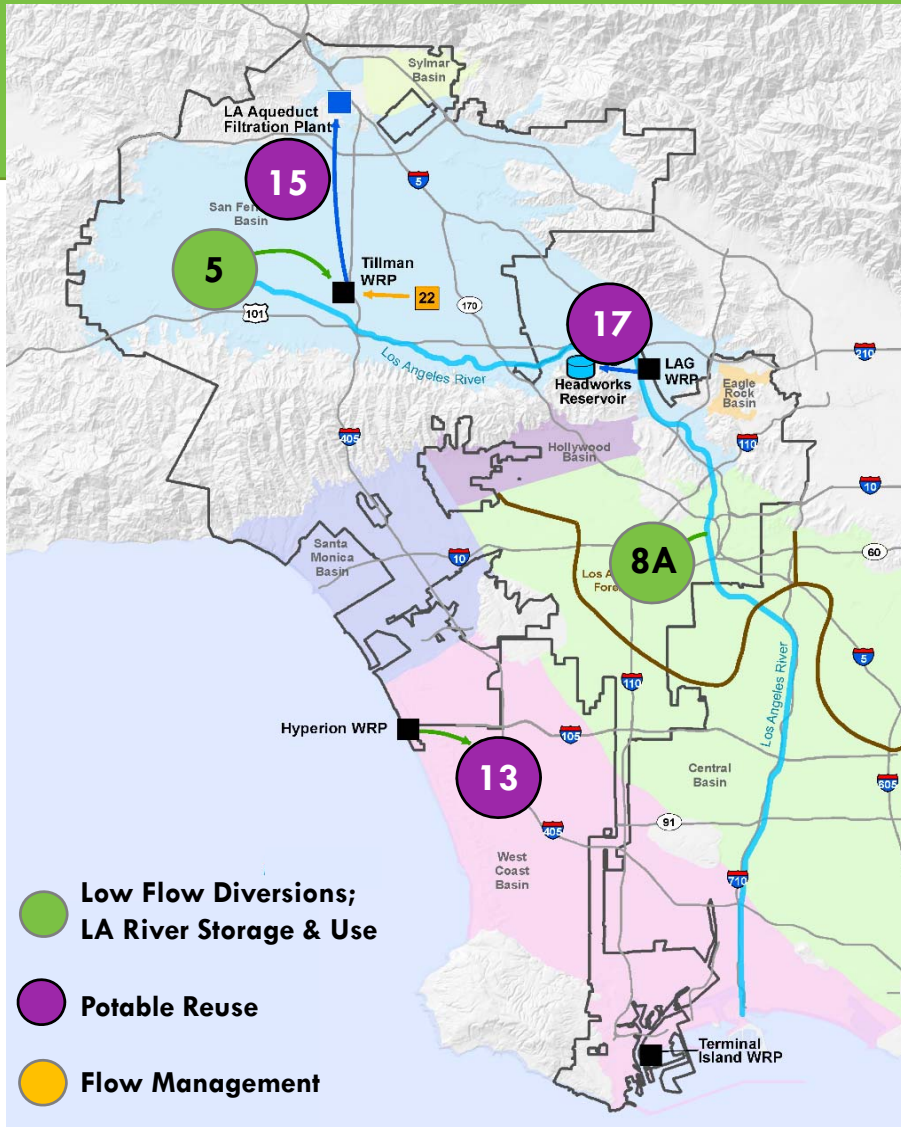 Sylmar
Basin
LA Aqueduct
Filtration Plant
15
5
San Fer
Basin
5
Tillman
WRP
22
170
101
17
Los Angeles River
LAG
WRP
210
Headworks
Reservoir
Eagle
Rock
Basin
405
110
Hollywood
Basin
10
Santa
Monica
Basin
10
8A
60
Los A
Fore
5
110
Los Angeles River
Hyperion WRP
105
13
Central
Basin
605
405
91
West
Coast
Basin
710
Low Flow Diversions;
LA River Storage & Use
Potable Reuse
Flow Management
Terminal
Island WRP